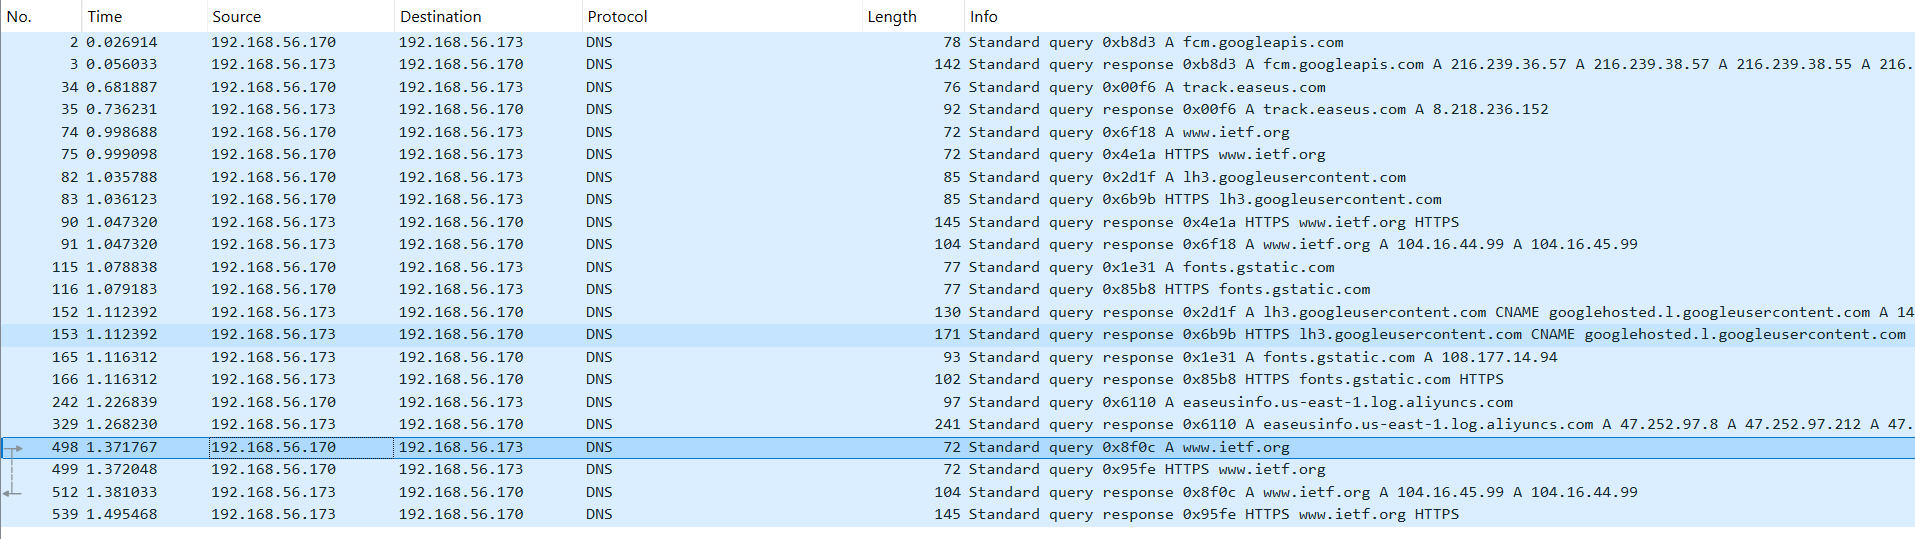 No. Time Source Destination Protocol Length Info
2 0.026914 192.168.56.170 192.168.56.173 DNS 78 Standard query 0xb8d3 A fcm.googleapis.com
3 0.056033 192.168.56.173 192.168.56.170 DNS 142 Standard query response 0xb8d3 A fcm.googleapis.com A 216.239.36.57 A 216.239.38.57 A 216.239.38.55 A 216.
34 0.681887 192.168.56.170 192.168.56.173 DNS 76 Standard query 0x00f6 A track.easeus.com
35 0.736231 192.168.56.173 192.168.56.170 DNS 92 Standard query response 0x00f6 A track.easeus.com A 8.218.236.152
74 0.998688 192.168.56.170 192.168.56.173 DNS 72 Standard query 0x6f18 A www.ietf.org
75 0.999098 192.168.56.170 192.168.56.173 DNS 72 Standard query 0x4e1a HTTPS www.ietf.org
82 1.035788 192.168.56.170 192.168.56.173 DNS 85 Standard query 0x2d1f A lh3.googleusercontent.com
83 1.036123 192.168.56.170 192.168.56.173 DNS 85 Standard query 0x6b9b HTTPS lh3.googleusercontent.com
90 1.047320 192.168.56.173 192.168.56.170 DNS 145 Standard query response 0x4e1a HTTPS www.ietf.org HTTPS
91 1.047320 192.168.56.173 192.168.56.170 DNS 104 Standard query response 0x6f18 A www.ietf.org A 104.16.44.99 A 104.16.45.99
115 1.078838 192.168.56.170 192.168.56.173 DNS 77 Standard query 0x1e31 A fonts.gstatic.com
116 1.079183 192.168.56.170 192.168.56.173 DNS 77 Standard query 0x85b8 HTTPS fonts.gstatic.com
152 1.112392 192.168.56.173 192.168.56.170 DNS 130 Standard query response 0x2d1f A lh3.googleusercontent.com CNAME googlehosted.l.googleusercontent.com A 14
153 1.112392 192.168.56.173 192.168.56.170 DNS 171 Standard query response 0x6b9b HTTPS lh3.googleusercontent.com CNAME googlehosted.l.googleusercontent.com
165 1.116312 192.168.56.173 192.168.56.170 DNS 93 Standard query response 0x1e31 A fonts.gstatic.com A 108.177.14.94
166 1.116312 192.168.56.173 192.168.56.170 DNS 102 Standard query response 0x85b8 HTTPS fonts.gstatic.com HTTPS
242 1.226839 192.168.56.170 192.168.56.173 DNS 97 Standard query 0x6110 A easeusinfo.us-east-1.log.aliyuncs.com
329 1.268230 192.168.56.173 192.168.56.170 DNS 241 Standard query response 0x6110 A easeusinfo.us-east-1.log.aliyuncs.com A 47.252.97.8 A 47.252.97.212 A 47.
498 1.371767 192.168.56.170 192.168.56.173 DNS 72 Standard query 0x8f0c A www.ietf.org
499 1.372048 192.168.56.170 192.168.56.173 DNS 72 Standard query 0x95fe HTTPS www.ietf.org
512 1.381033 192.168.56.173 192.168.56.170 DNS 104 Standard query response 0x8f0c A www.ietf.org A 104.16.45.99 A 104.16.44.99
539 1.495468 192.168.56.173 192.168.56.170 DNS 145 Standard query response 0x95fe HTTPS www.ietf.org HTTPS